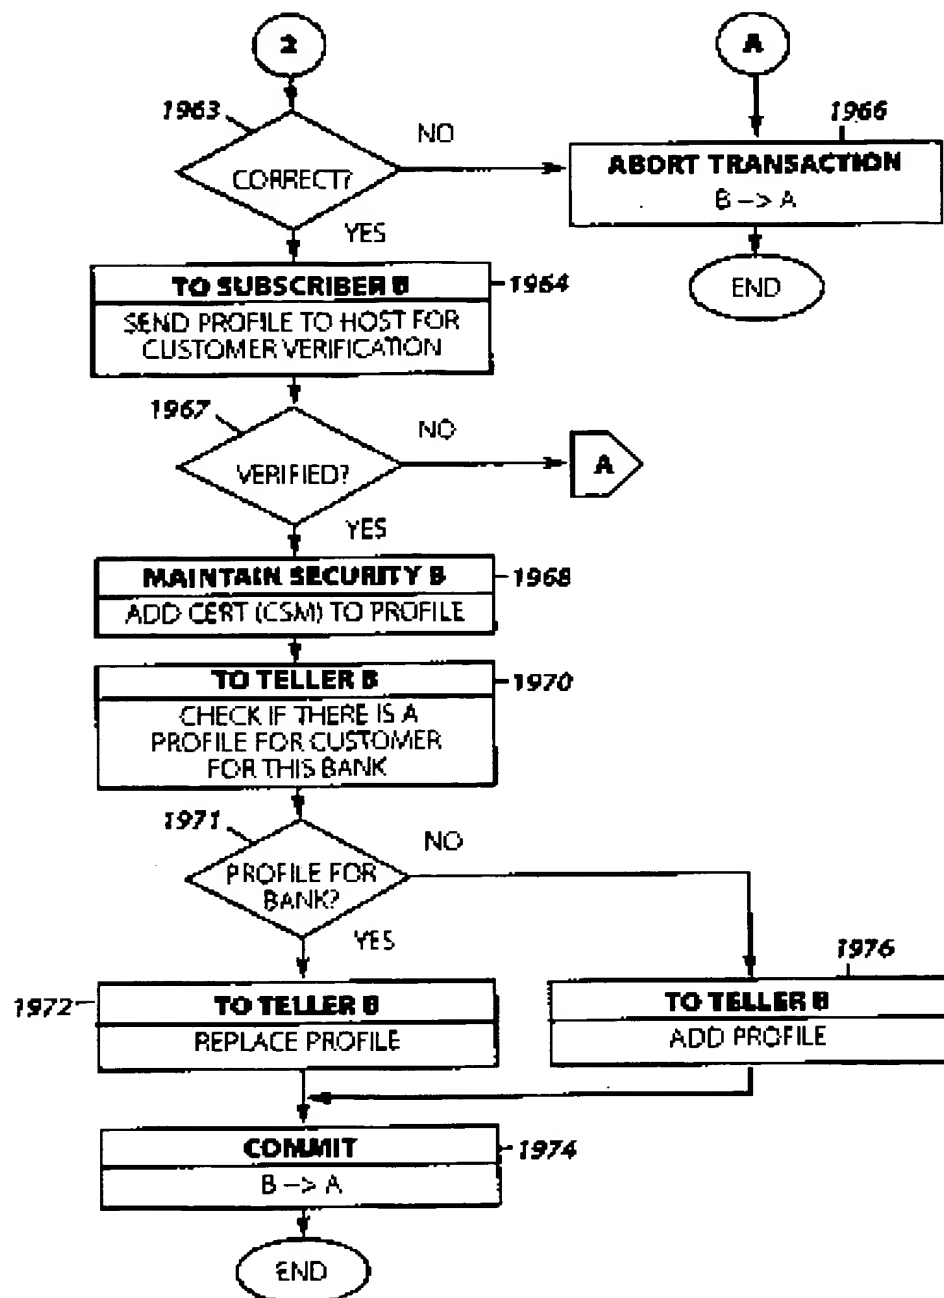 2
A
1963
NO
1966
CORRECT?
ABORT TRANSACTION
B -> A
YES
END
TO SUBSCRIBER B
1964
SEND PROFILE TO HOST FOR
CUSTOMER VERIFICATION
1967
NO
VERIFIED?
A
YES
MAINTAIN SECURITY B
1968
ADD CERT (CSM) TO PROFILE
TO TELLER B
1970
CHECK IF THERE IS A
PROFILE FOR CUSTOMER
FOR THIS BANK
1971
NO
PROFILE FOR
BANK?
YES
1976
1972
TO TELLER B
REPLACE PROFILE
TO TELLER B
ADD PROFILE
COMMIT
1974
B -> A
END